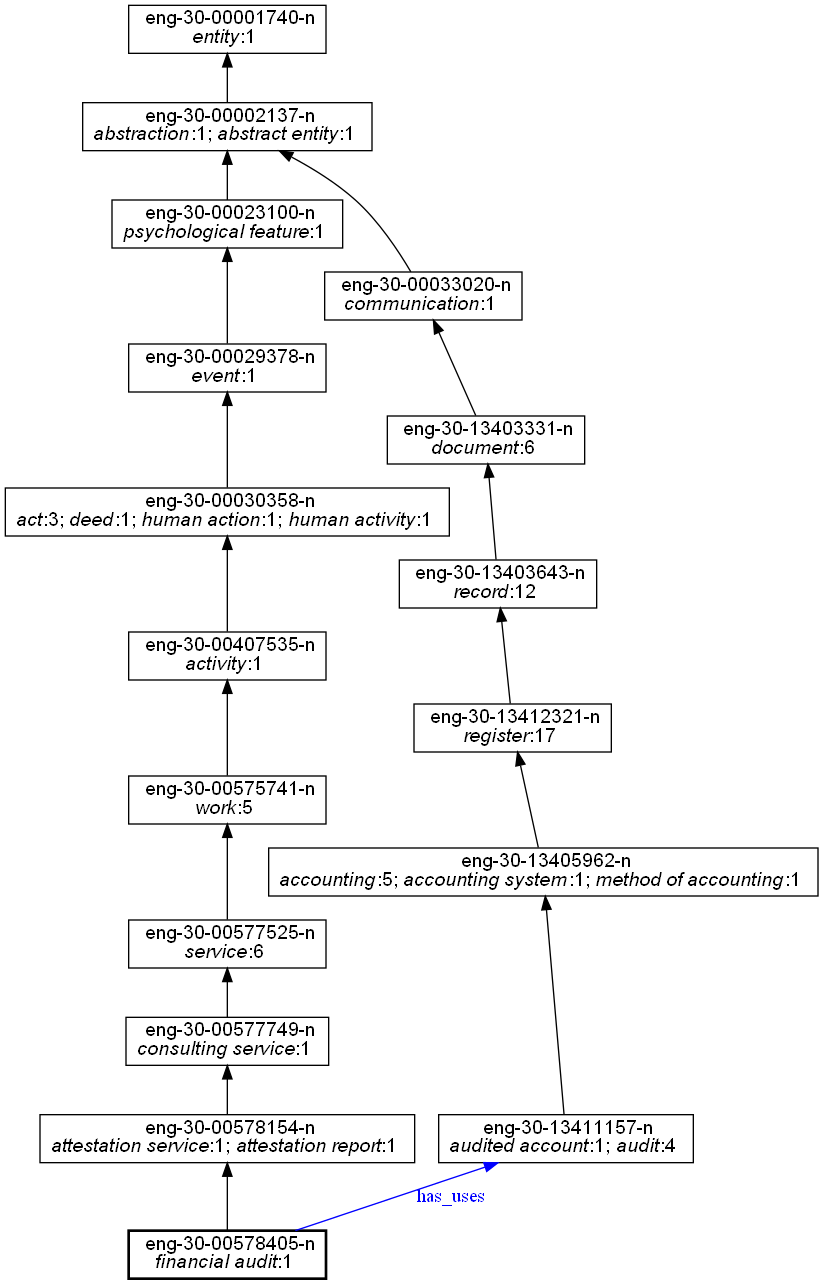 eng-30-00001740-n
entity:1
eng-30-00002137-n
abstraction:1; abstract entity:1
eng-30-00023100-n
psychological feature:1
eng-30-00033020-n
communication:1
eng-30-00029378-n
event:1
eng-30-13403331-n
document:6
eng-30-00030358-n
act:3; deed:1; human action:1; human activity:1
eng-30-13403643-n
record:12
eng-30-00407535-n
activity:1
eng-30-13412321-n
register:17
eng-30-00575741-n
work:5
eng-30-13405962-n
accounting:5; accounting system:1; method of accounting:1
eng-30-00577525-n
service:6
eng-30-00577749-n
consulting service:1
eng-30-00578154-n
attestation service:1; attestation report:1
eng-30-13411157-n
audited account:1; audit:4
has_uses
eng-30-00578405-n
financial audit:1